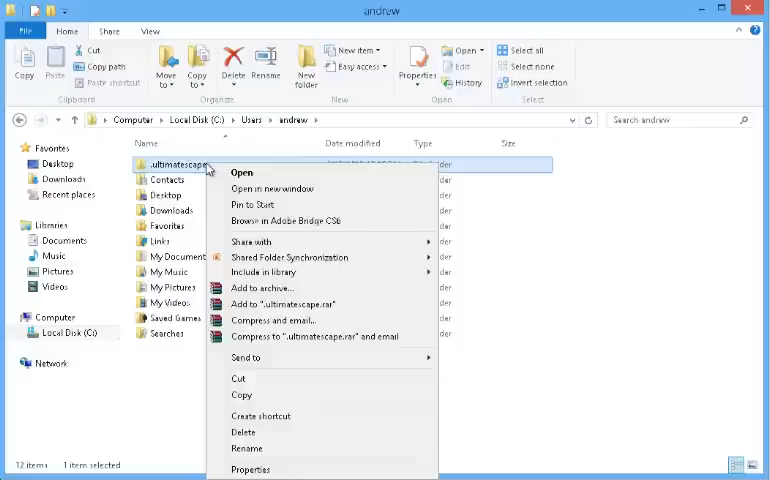 andrew
File Home Share View
Copy
Paste
Cut
Copy path
Paste shortcut
Clipboard
Move to
Copy to
Delete
Rename
Organize
New folder
New item
Easy access
New
Properties
Open
Edit
History
Open
Select all
Select none
Invert selection
Select
Computer Local Disk (C:) Users andrew
Search andrew
Name Date modified Type Size
Favorites
Desktop
Downloads
Recent places
Libraries
Documents
Music
Pictures
Videos
Computer
Local Disk (C:)
Network
.ultimatescape
Contacts
Desktop
Downloads
Favorites
Links
My Document
My Music
My Pictures
My Videos
Saved Games
Searches
Open
Open in new window
Pin to Start
Browse in Adobe Bridge CS6
Share with
Shared Folder Synchronization
Include in library
Add to archive...
Add to ".ultimatescape.rar"
Compress and email...
Compress to ".ultimatescape.rar" and email
Send to
Cut
Copy
Create shortcut
Delete
Rename
Properties
12 items 1 item selected